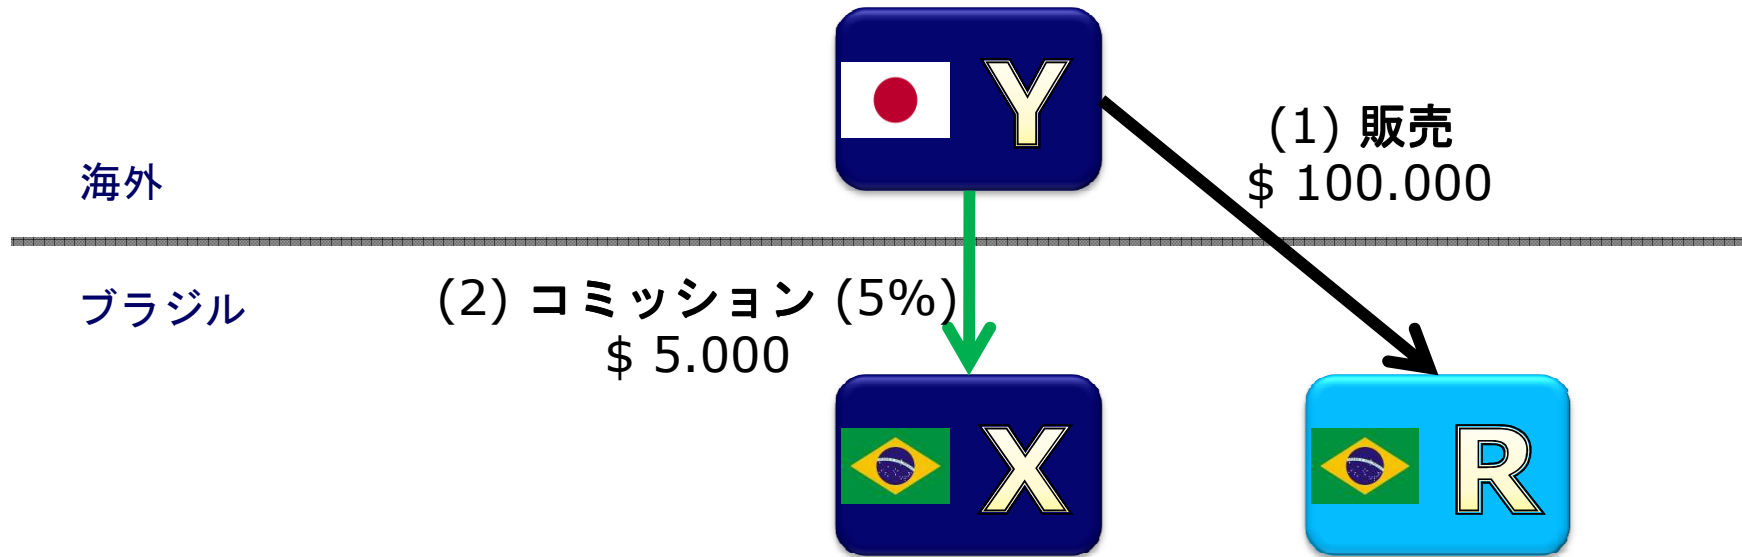 Y
(1) 販売
$ 100.000
海外
ブラジル
(2) コミッション (5%)
$ 5.000
X
R